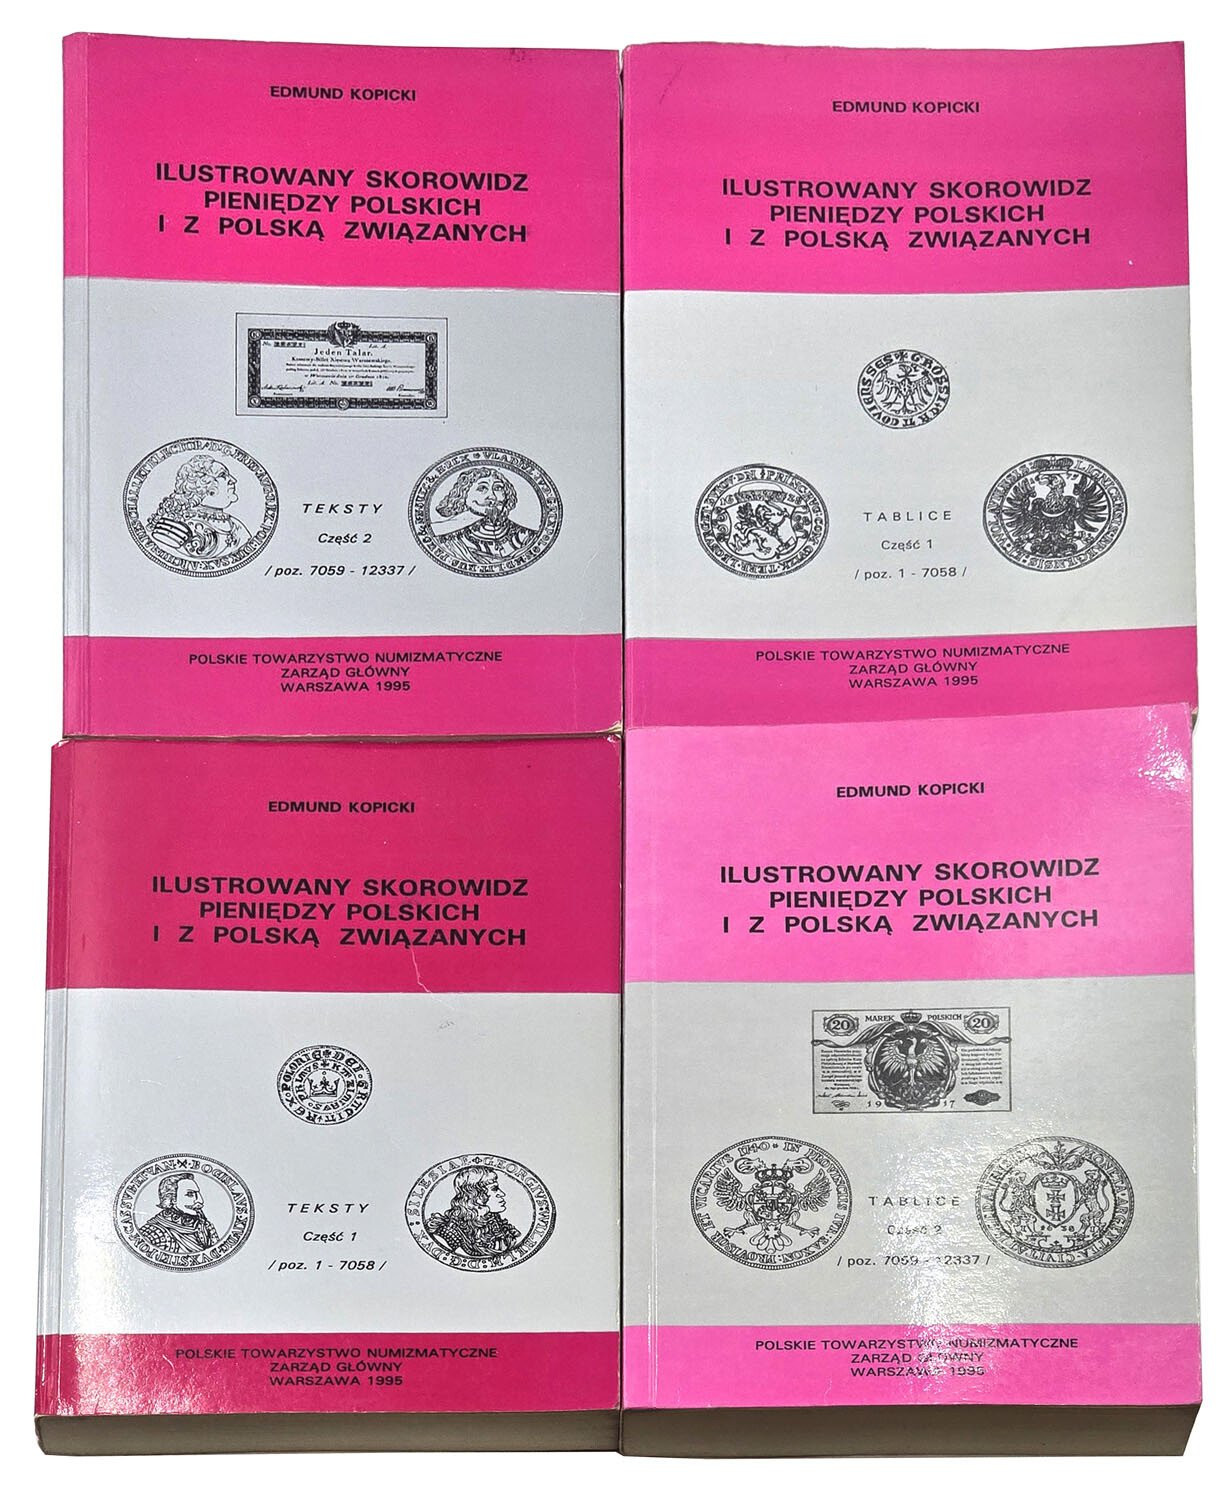 EDMUND KOPICKI
ILUSTROWANY SKOROWIDZ
PIENIĘDZY POLSKICH
I Z POLSKĄ ZWIĄZANYCH
Jeden Talar.
TEKSTY
Część 2
/ poz. 7059 - 12337 /
POLSKIE TOWARZYSTWO NUMIZMATYCZNE
ZARZĄD GŁÓWNY
WARSZAWA 1995
EDMUND KOPICKI
ILUSTROWANY SKOROWIDZ
PIENIĘDZY POLSKICH
I Z POLSKĄ ZWIĄZANYCH
TABLICE
Część 1
/ poz. 1 - 7058 /
POLSKIE TOWARZYSTWO NUMIZMATYCZNE
ZARZĄD GŁÓWNY
WARSZAWA 1995
EDMUND KOPICKI
ILUSTROWANY SKOROWIDZ
PIENIĘDZY POLSKICH
I Z POLSKĄ ZWIĄZANYCH
TEKSTY
Część 1
/ poz. 1 - 7058 /
POLSKIE TOWARZYSTWO NUMIZMATYCZNE
ZARZĄD GŁÓWNY
WARSZAWA 1995
EDMUND KOPICKI
ILUSTROWANY SKOROWIDZ
PIENIĘDZY POLSKICH
I Z POLSKĄ ZWIĄZANYCH
20 MAREK POLSKICH 20
1917
TABLICE
Część 2
/ poz. 7059 - 12337 /
POLSKIE TOWARZYSTWO NUMIZMATYCZNE
ZARZĄD GŁÓWNY
WARSZAWA 1995